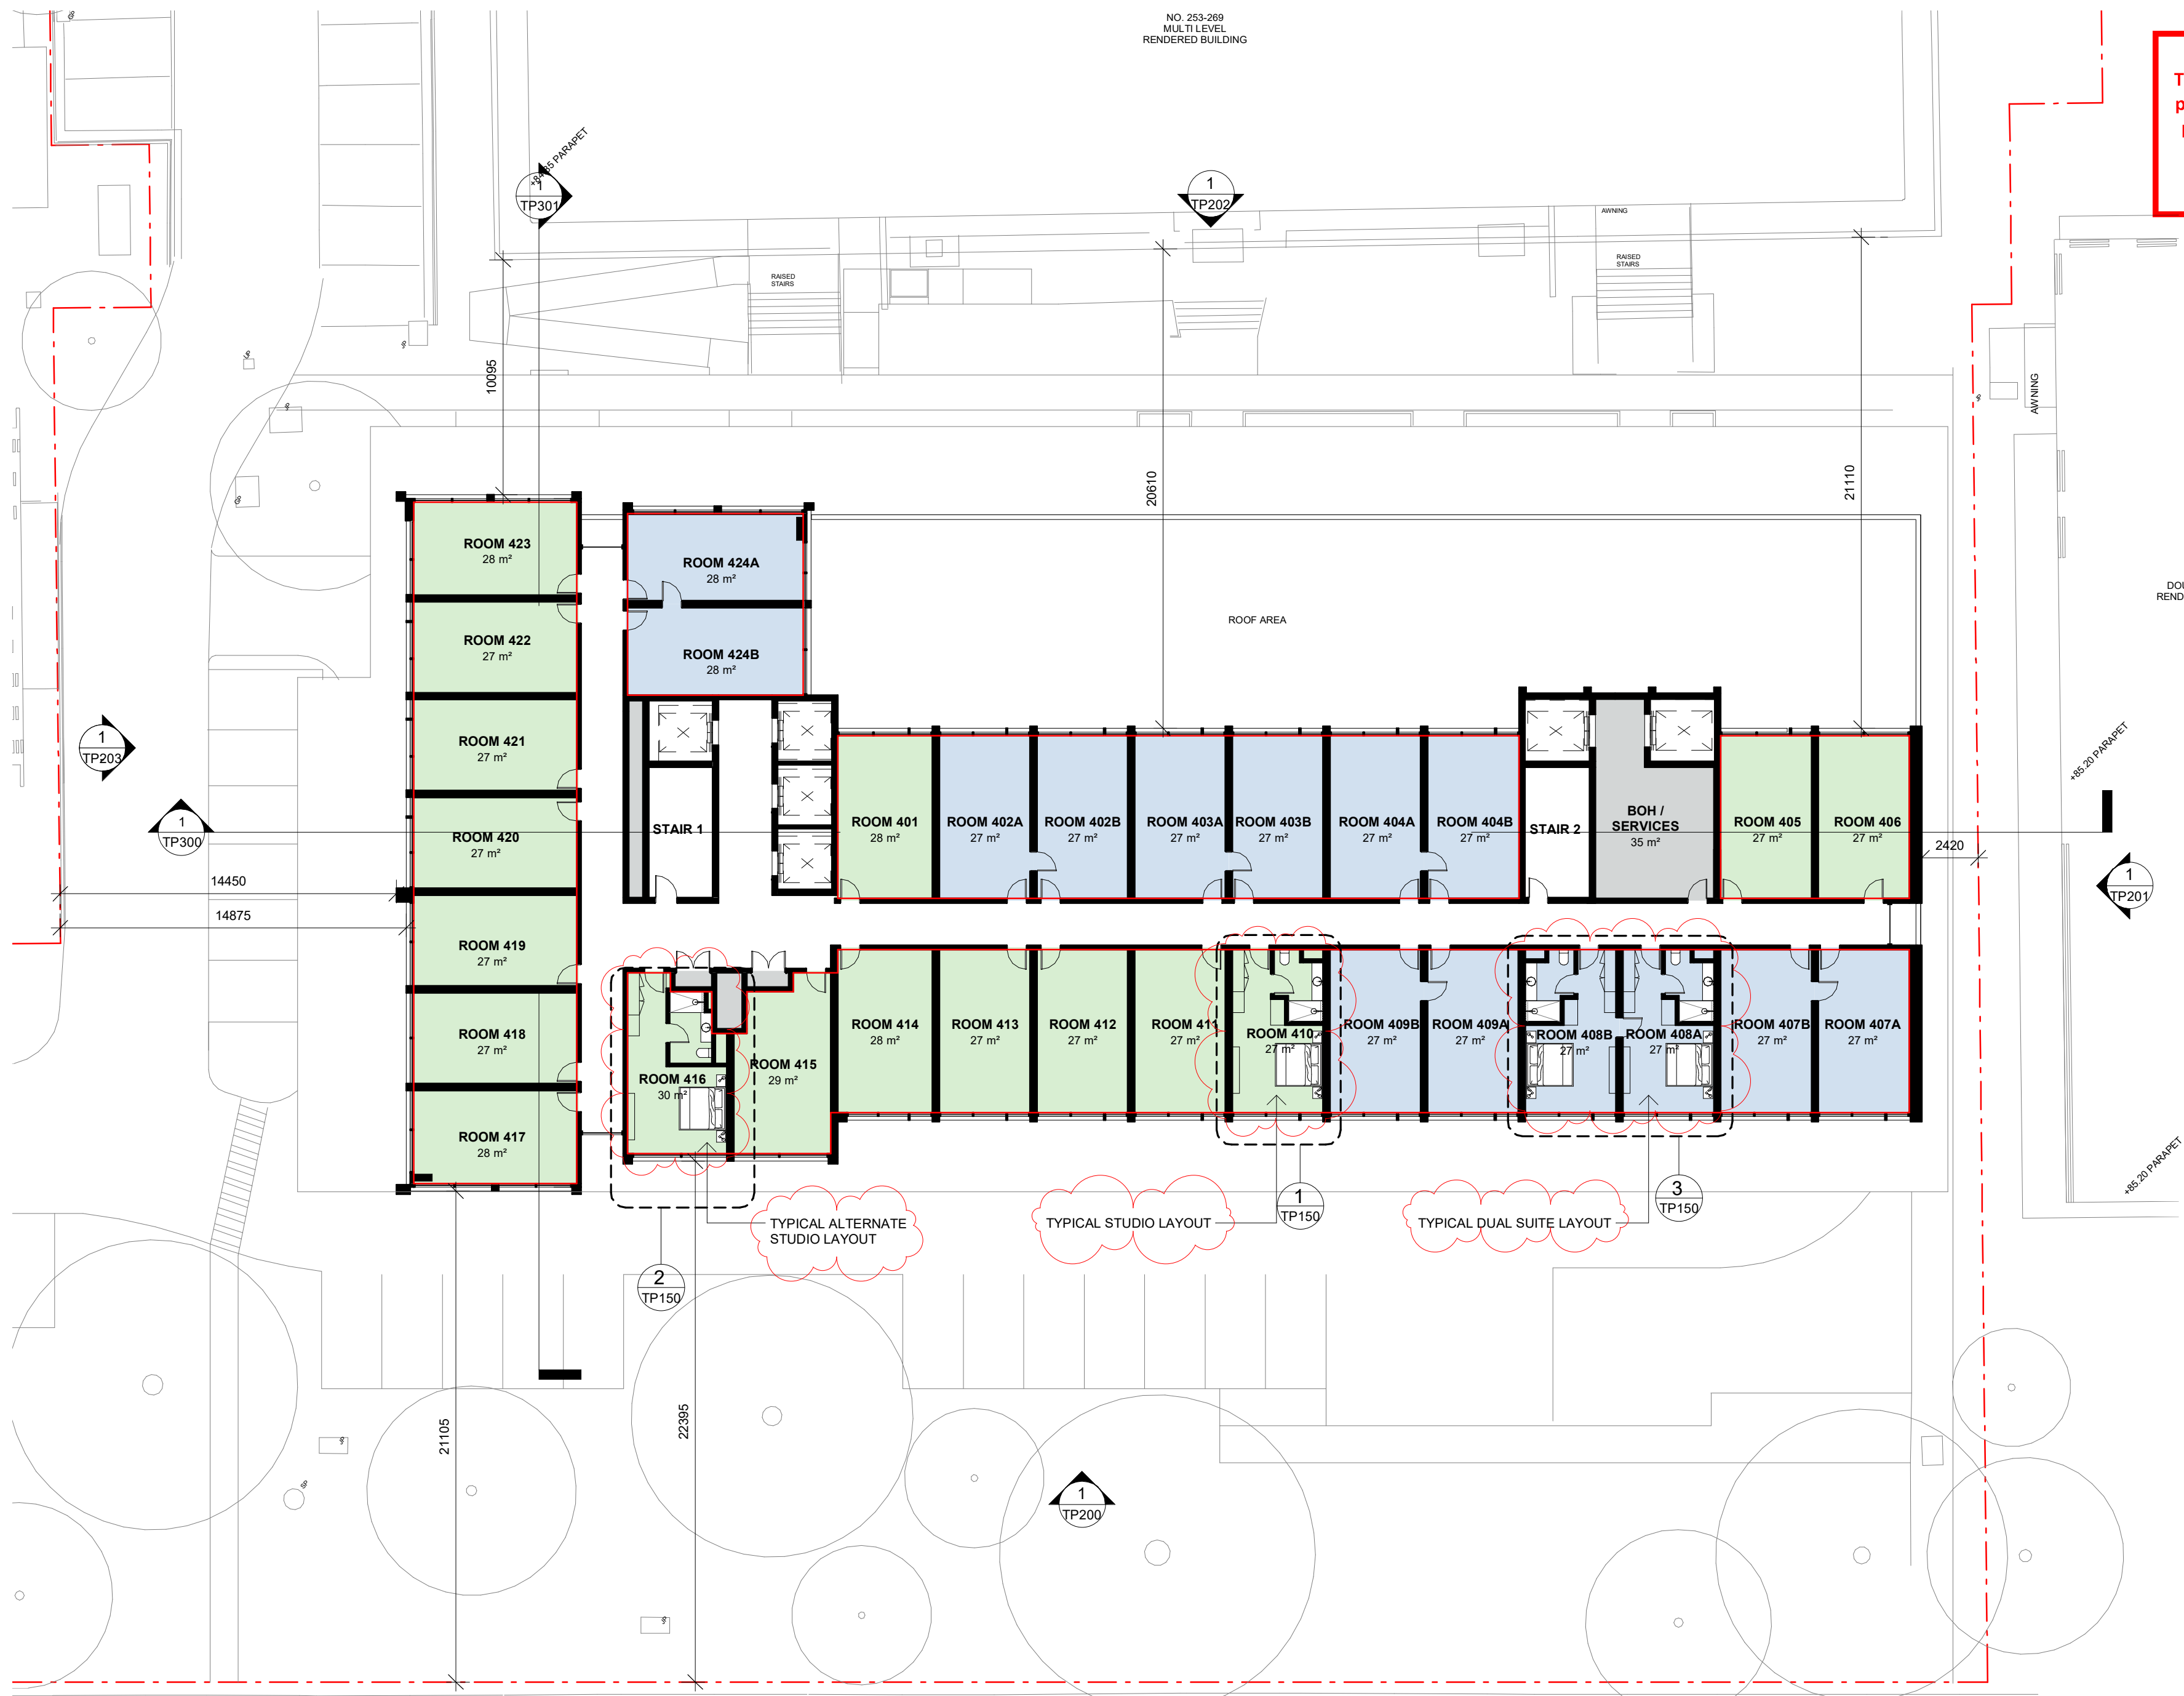 NO. 253-269
MULTI LEVEL
RENDERED BUILDING
+84.85 PARAPET
1
TP301
1
TP202
AWNING
RAISED
STAIRS
RAISED
STAIRS
AWNING
10095
20610
21110
ROOM 423
28 m²
ROOM 424A
28 m²
ROOM 422
27 m²
ROOM 424B
28 m²
ROOF AREA
ROOM 421
27 m²
1
TP203
+85.20 PARAPET
1
TP300
ROOM 420
27 m²
STAIR 1
ROOM 401
28 m²
ROOM 402A
27 m²
ROOM 402B
27 m²
ROOM 403A
27 m²
ROOM 403B
27 m²
ROOM 404A
27 m²
ROOM 404B
27 m²
STAIR 2
BOH /
SERVICES
35 m²
ROOM 405
27 m²
ROOM 406
27 m²
2420
1
TP201
14450
14875
ROOM 419
27 m²
ROOM 418
27 m²
ROOM 417
28 m²
ROOM 416
30 m²
ROOM 415
29 m²
ROOM 414
28 m²
ROOM 413
27 m²
ROOM 412
27 m²
ROOM 411
27 m²
ROOM 410
27 m²
ROOM 409B
27 m²
ROOM 409A
27 m²
ROOM 408B
27 m²
ROOM 408A
27 m²
ROOM 407B
27 m²
ROOM 407A
27 m²
+85.20 PARAPET
TYPICAL ALTERNATE
STUDIO LAYOUT
TYPICAL STUDIO LAYOUT
1
TP150
TYPICAL DUAL SUITE LAYOUT
3
TP150
2
TP150
21105
22395
SP
1
TP200